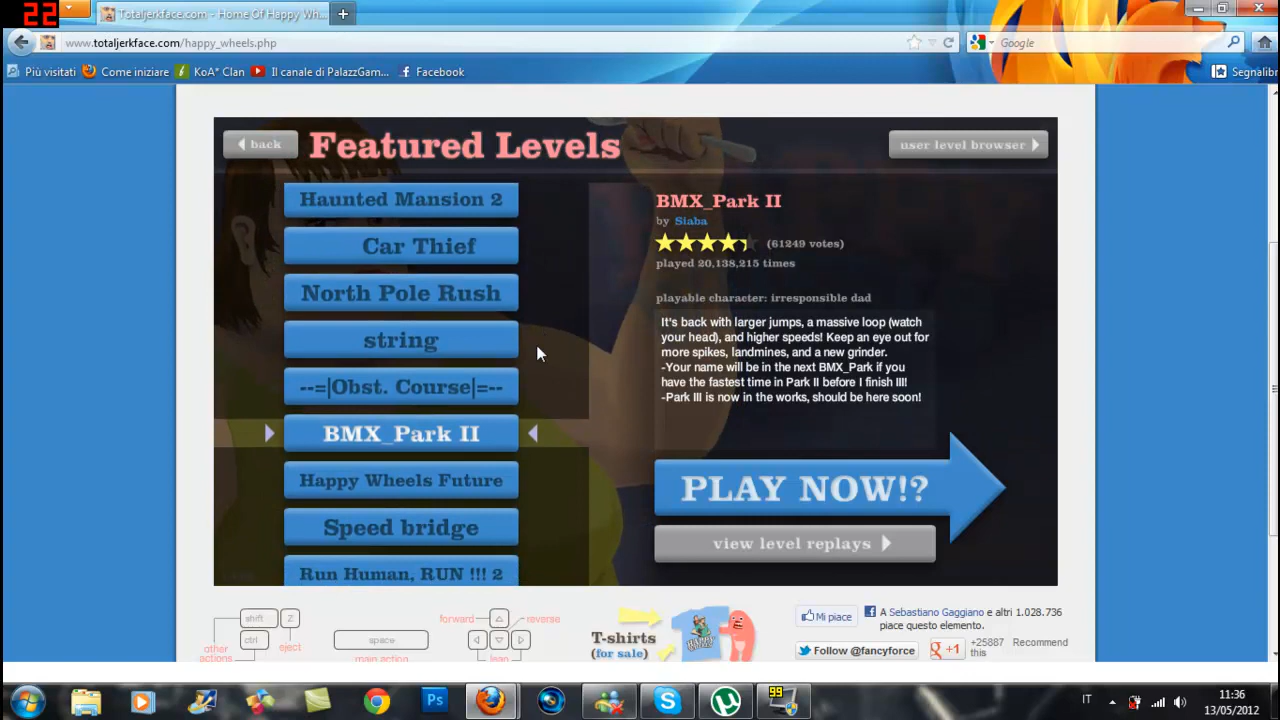 22
Totaljerkface.com - Home Of Happy Wh...
www.totaljerkface.com/happy_wheels.php
Google
Più visitati
Come iniziare
KoA* Clan
Il canale di PalazzGam...
Facebook
Segnalibr
back
Featured Levels
user level browser
Haunted Mansion 2
Car Thief
North Pole Rush
string
--=|Obst. Course|=--
BMX_Park II
Happy Wheels Future
Speed bridge
Run Human, RUN !!! 2
BMX_Park II
by Siaba
(61249 votes)
played 20,138,215 times
playable character: irresponsible dad
It's back with larger jumps, a massive loop (watch
your head), and higher speeds! Keep an eye out for
more spikes, landmines, and a new grinder.
-Your name will be in the next BMX_Park if you
have the fastest time in Park II before I finish III!
-Park III is now in the works, should be here soon!
PLAY NOW!?
view level replays
shift
Z
ctrl
eject
other
actions
space
main action
forward
reverse
lean
T-shirts
(for sale)
Mi piace
A Sebastiano Gaggiano e altri 1.028.736
piace questo elemento.
Follow @fancyforce
+1
+25887
Recommend
this
Ps
99
IT
11:36
13/05/2012